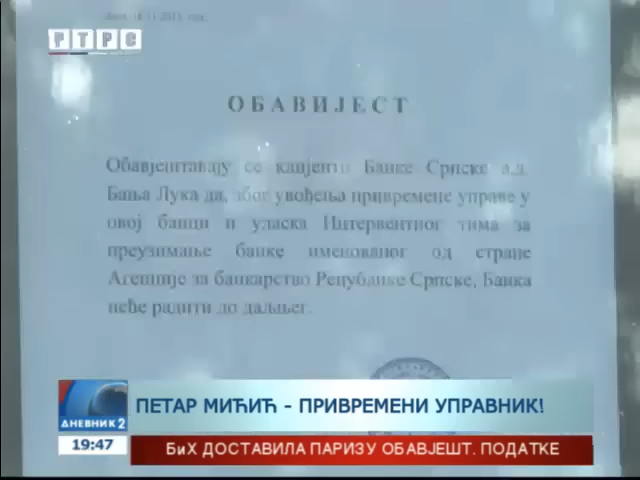 РТРС
ОБАВИЈЕСТ
Обавјештавају се клијенти Банке Српске а.д.
Бања Лука да, због увођења привремене управе у
овој банци и уласка Интервентног тима за
преузимање банке именованог од стране
Агенције за банкарство Републике Српске, Банка
неће радити до даљњег.
ПЕТАР МИЋИЋ - ПРИВРЕМЕНИ УПРАВНИК!
ДНЕВНИК 2
19:47
БиХ ДОСТАВИЛА ПАРИЗУ ОБАВЈЕШТ. ПОДАТКЕ